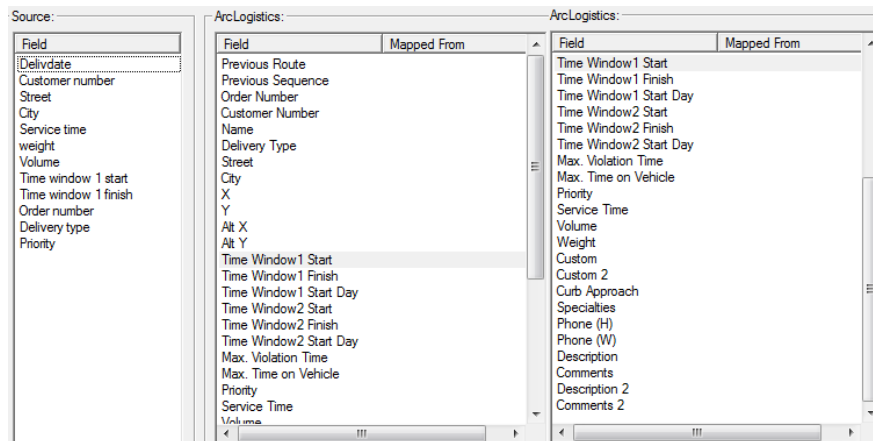 Source:
Field
Delivdate
Customer number
Street
City
Service time
weight
Volume
Time window 1 start
Time window 1 finish
Order number
Delivery type
Priority
ArcLogistics:
Field Mapped From
Previous Route
Previous Sequence
Order Number
Customer Number
Name
Delivery Type
Street
City
X
Y
Alt X
Alt Y
Time Window1 Start
Time Window1 Finish
Time Window1 Start Day
Time Window2 Start
Time Window2 Finish
Time Window2 Start Day
Max. Violation Time
Max. Time on Vehicle
Priority
Service Time
Volume
ArcLogistics:
Field Mapped From
Time Window1 Start
Time Window1 Finish
Time Window1 Start Day
Time Window2 Start
Time Window2 Finish
Time Window2 Start Day
Max. Violation Time
Max. Time on Vehicle
Priority
Service Time
Volume
Weight
Custom
Custom 2
Curb Approach
Specialties
Phone (H)
Phone (W)
Description
Comments
Description 2
Comments 2